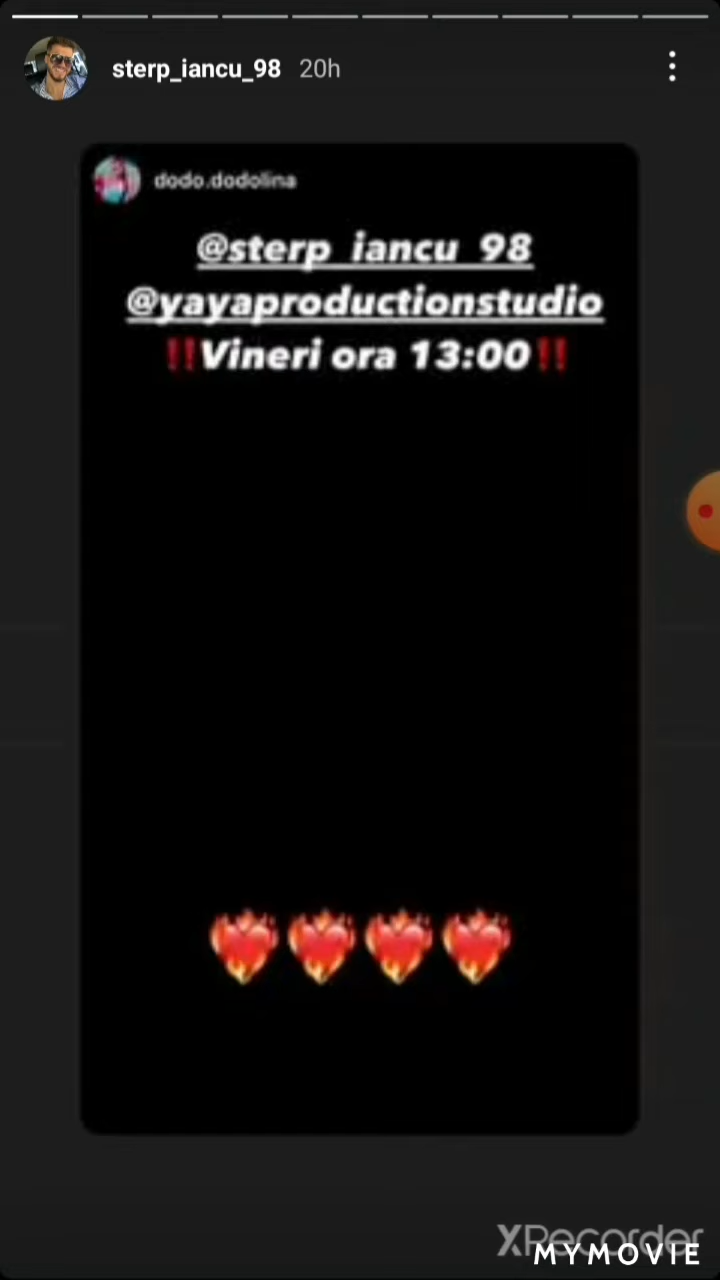 sterp_iancu_98 20h
dodo.dodolina
@sterp_iancu_98
@yayaproductionstudio
‼️Vineri ora 13:00‼️
XRecorder
MYMOVIE